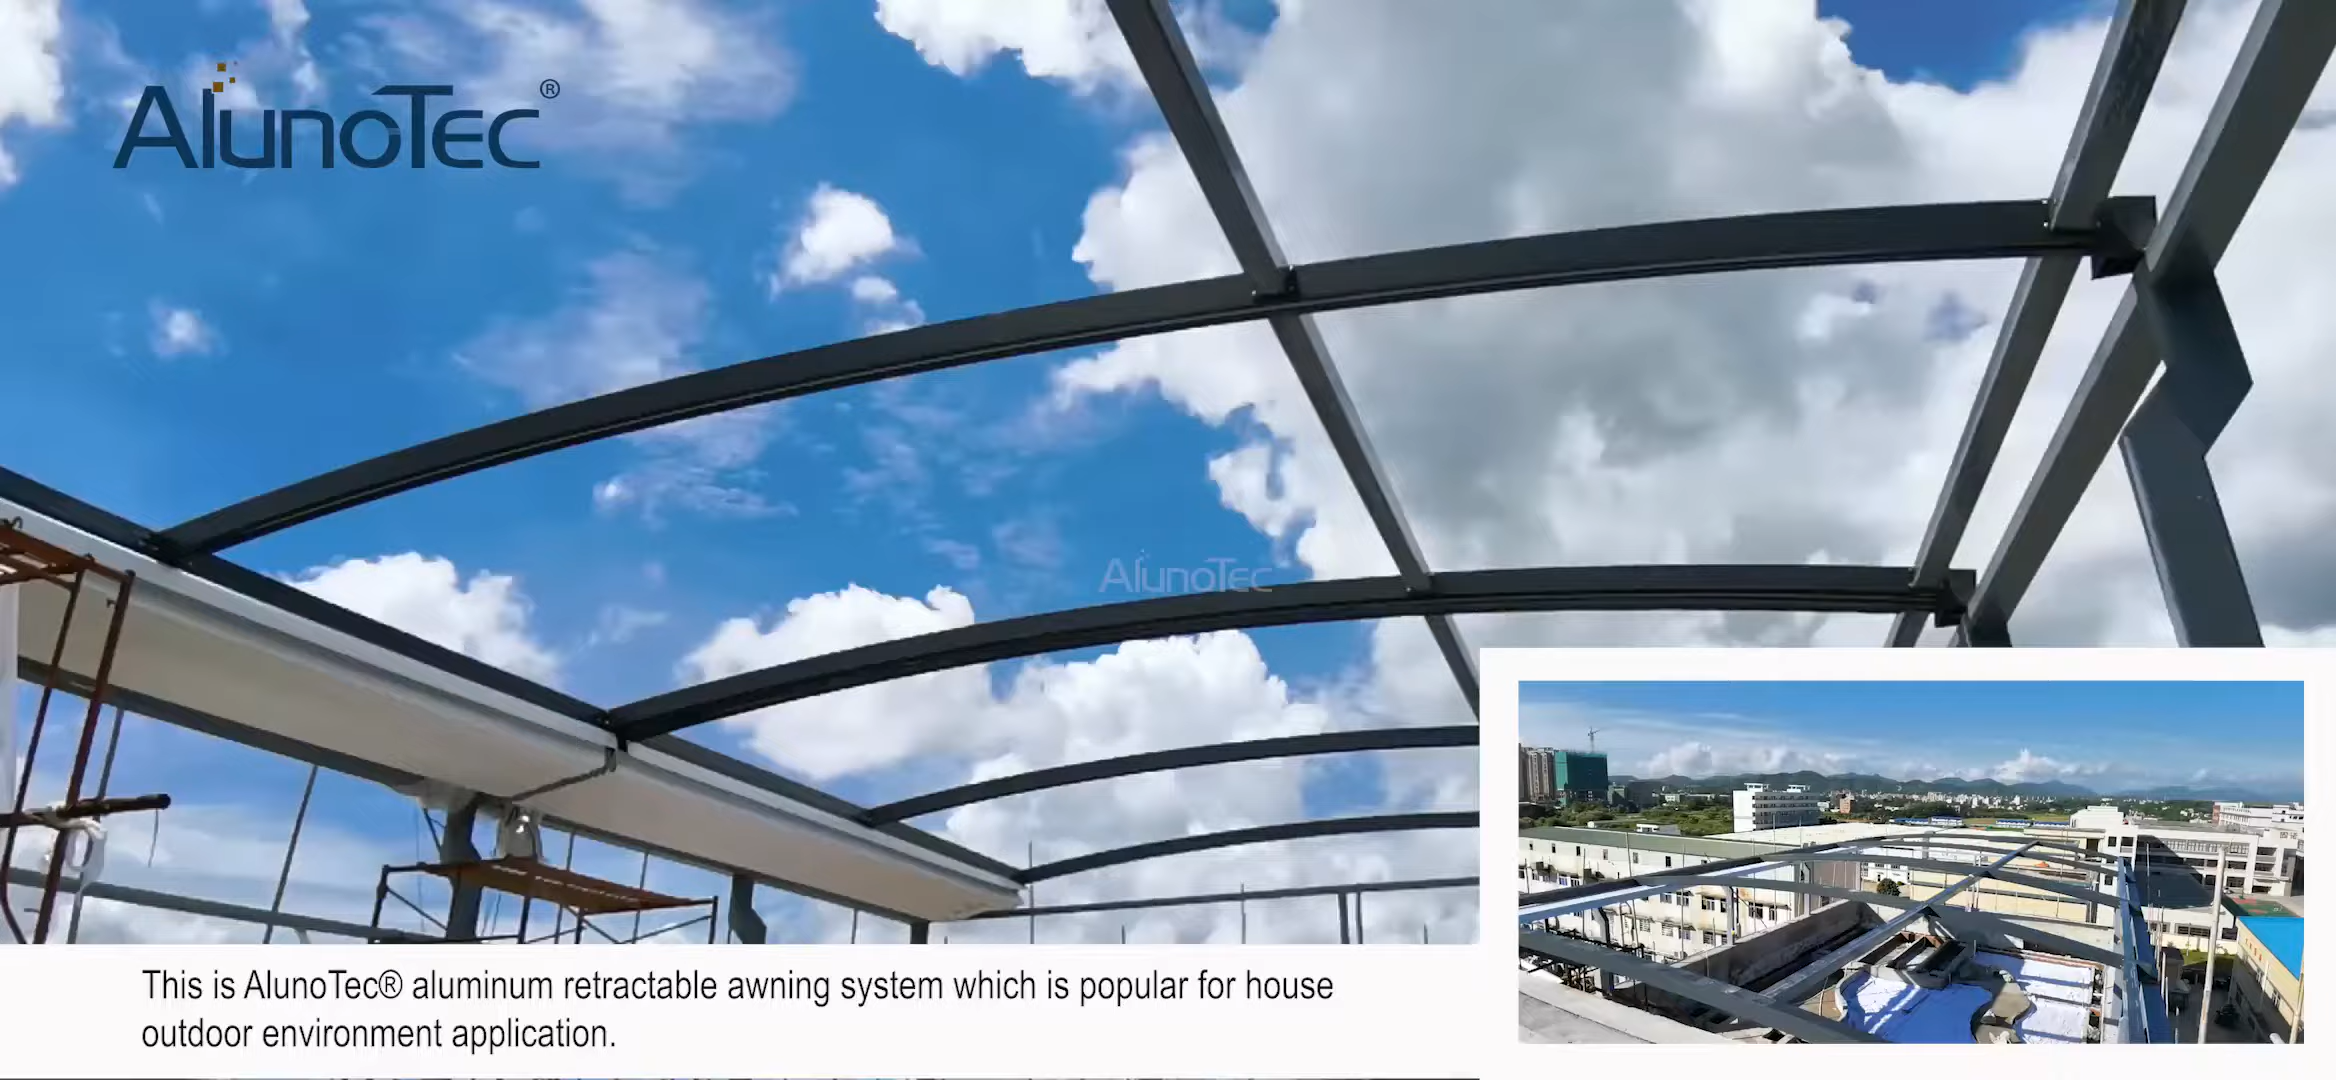 AlunoTec®
AlunoTec
This is AlunoTec® aluminum retractable awning system which is popular for house
outdoor environment application.